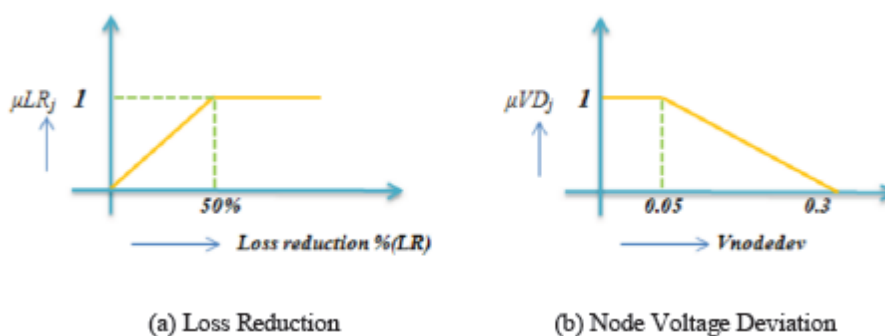 μLRj 1
50%
Loss reduction %(LR)
(a) Loss Reduction
μVDj 1
0.05 0.3
Vnodedev
(b) Node Voltage Deviation